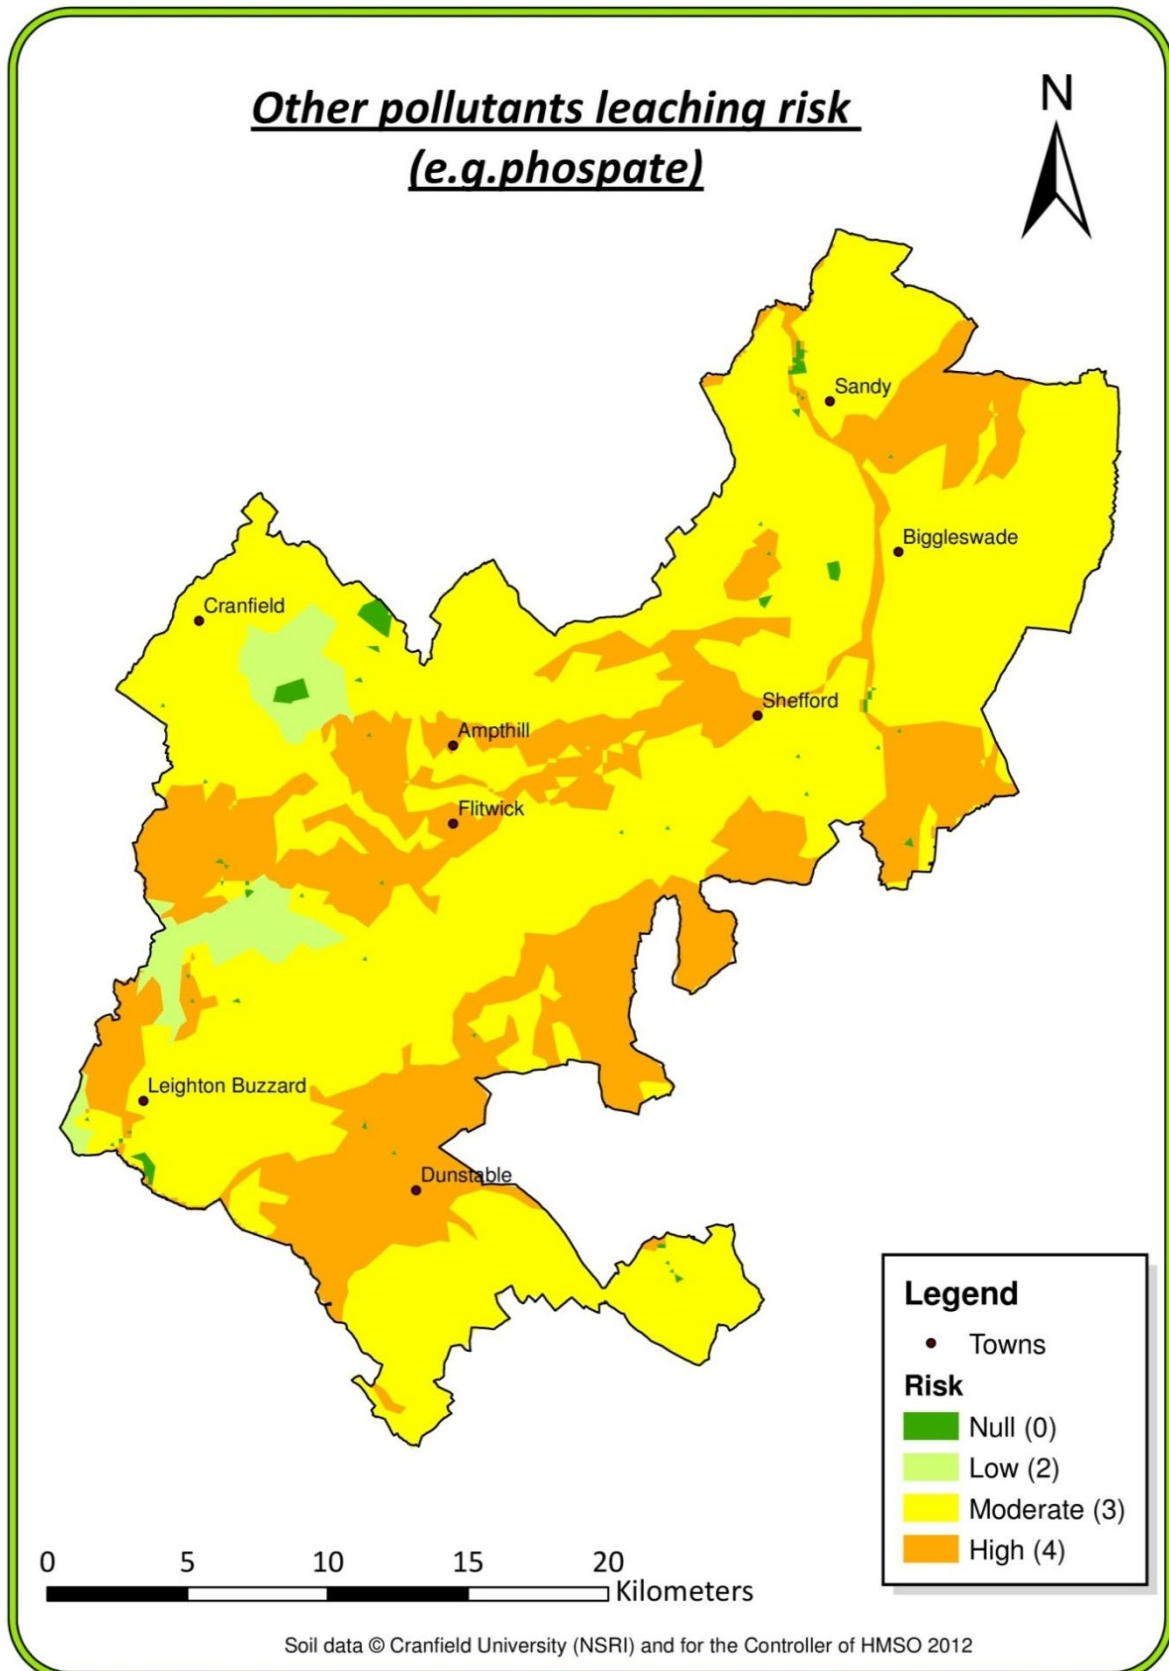 Other pollutants leaching risk
(e.g.phospate)
N
Sandy
Biggleswade
Cranfield
Shefford
Ampthill
Flitwick
Leighton Buzzard
Dunstable
Legend
Towns
Risk
Null (0)
Low (2)
Moderate (3)
High (4)
0 5 10 15 20
Kilometers
Soil data © Cranfield University (NSRI) and for the Controller of HMSO 2012